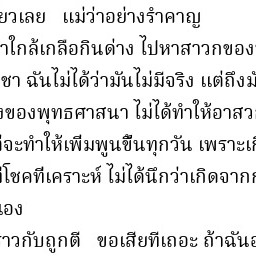 ยวเลย แม่ว่าอย่างรำคาญ
าใกล้เกลือกินด่าง ไปหาสาวกของ
ชา ฉันไม่ได้ว่ามันไม่มีจริง แต่ถึงมั
งของพุทธศาสนา ไม่ได้ทำให้อาสว
จะทำให้เพิ่มพูนขึ้นทุกวัน เพราะเกิ
โชคที่เคราะห์ ไม่ได้นึกว่าเกิดจาก
เอง
ราวกับถูกตี ขอเสียทีเถอะ ถ้าฉันอ